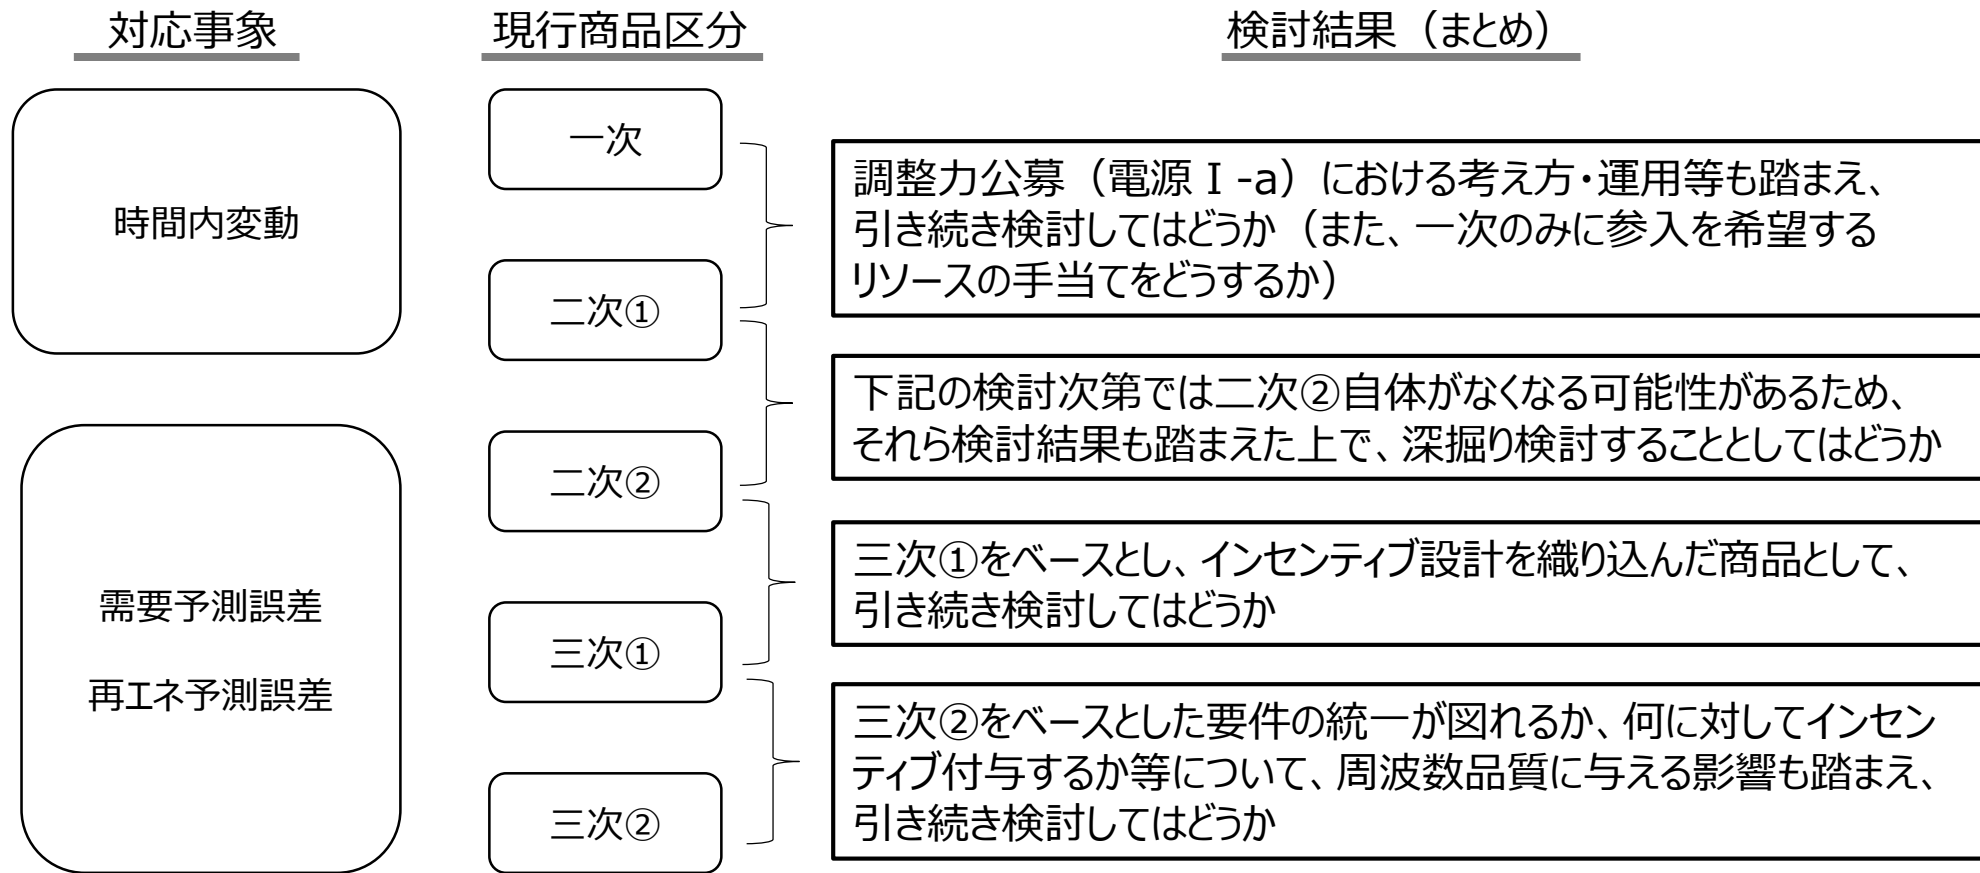 対応事象
現行商品区分
検討結果（まとめ）
時間内変動
需要予測誤差
再エネ予測誤差
一次
二次①
二次②
三次①
三次②
調整力公募（電源Ⅰ-a）における考え方・運用等も踏まえ、
引き続き検討してはどうか（また、一次のみに参入を希望する
リソースの手当てをどうするか）
下記の検討次第では二次②自体がなくなる可能性があるため、
それら検討結果も踏まえた上で、深掘り検討することとしてはどうか
三次①をベースとし、インセンティブ設計を織り込んだ商品として、
引き続き検討してはどうか
三次②をベースとした要件の統一が図れるか、何に対してインセン
ティブ付与するか等について、周波数品質に与える影響も踏まえ、
引き続き検討してはどうか